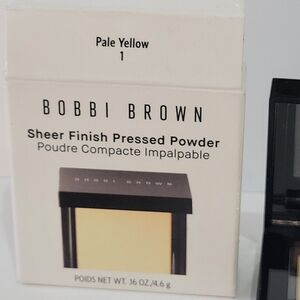 Pale Yellow
1
BOBBI BROWN
Sheer Finish Pressed Powder
Poudre Compacte Impalpable
BOBBI BROWN
POIDS NET WT. .16 OZ./4.6 g